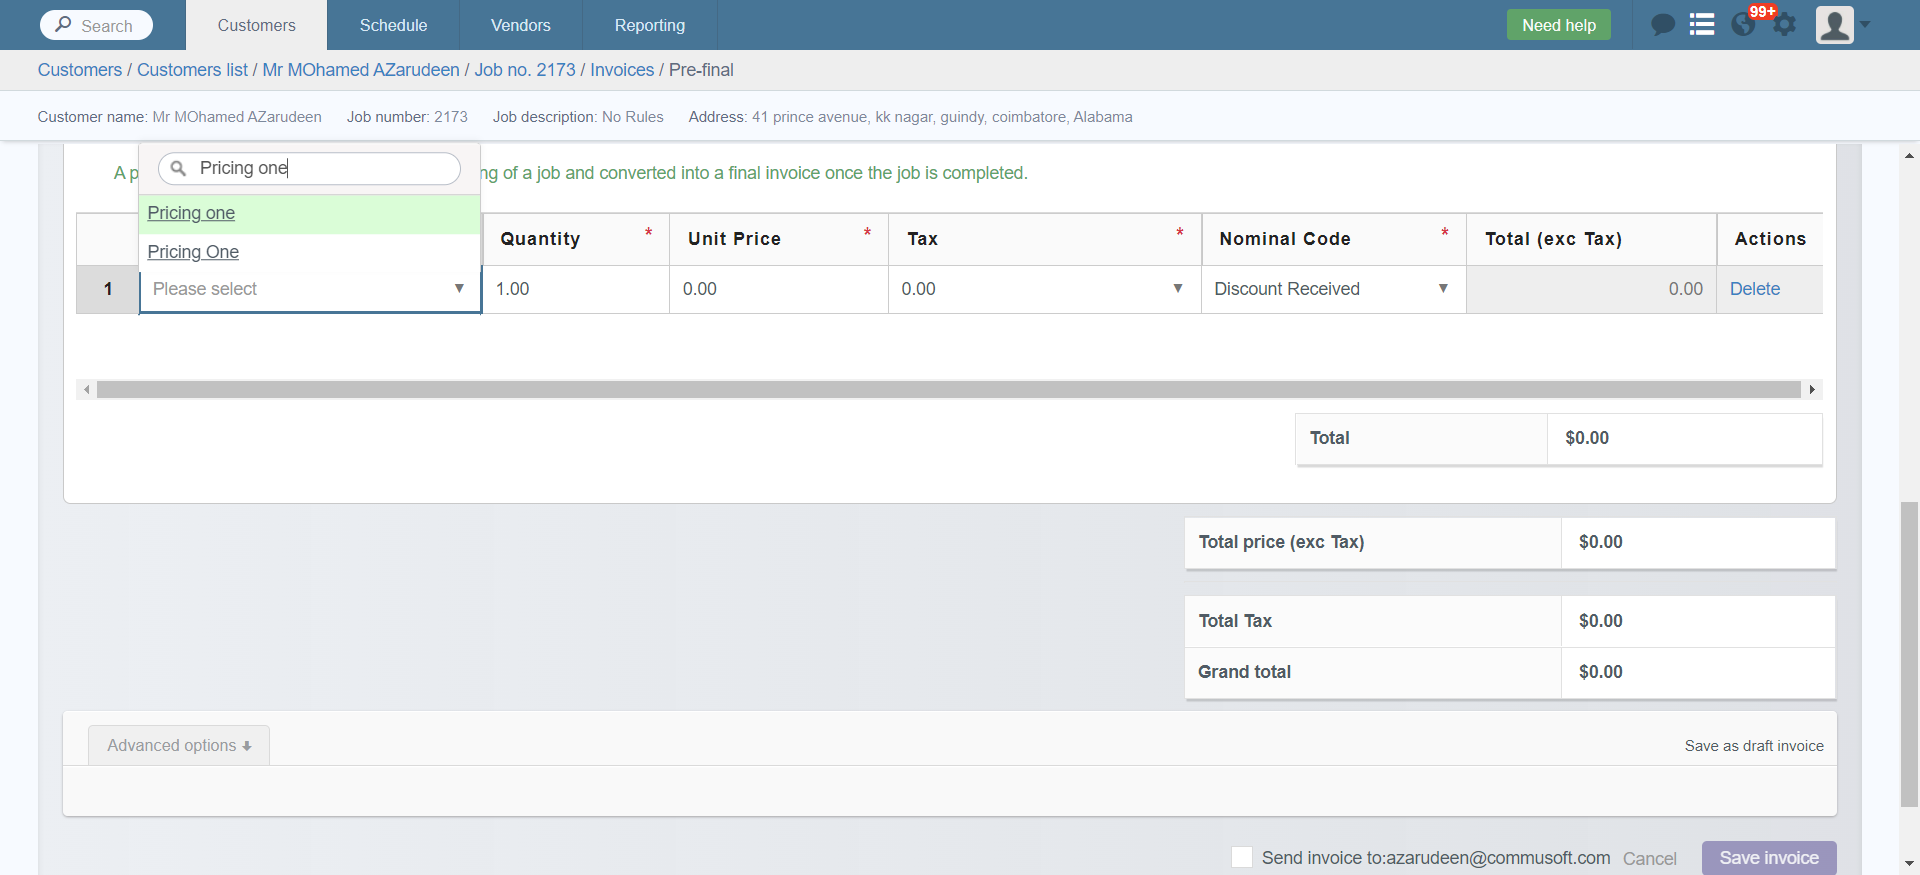 Search
Customers
Schedule
Vendors
Reporting
Need help
99+
Customers / Customers list / Mr MOhamed AZarudeen / Job no. 2173 / Invoices / Pre-final
Customer name: Mr MOhamed AZarudeen Job number: 2173 Job description: No Rules Address: 41 prince avenue, kk nagar, guindy, coimbatore, Alabama
Pricing one
A p ng of a job and converted into a final invoice once the job is completed.
Pricing one
Pricing One
Quantity * Unit Price * Tax * Nominal Code * Total (exc Tax) Actions
1 Please select 1.00 0.00 0.00 Discount Received 0.00 Delete
Total $0.00
Total price (exc Tax) $0.00
Total Tax $0.00
Grand total $0.00
Advanced options
Save as draft invoice
Send invoice to:azarudeen@commusoft.com Cancel Save invoice